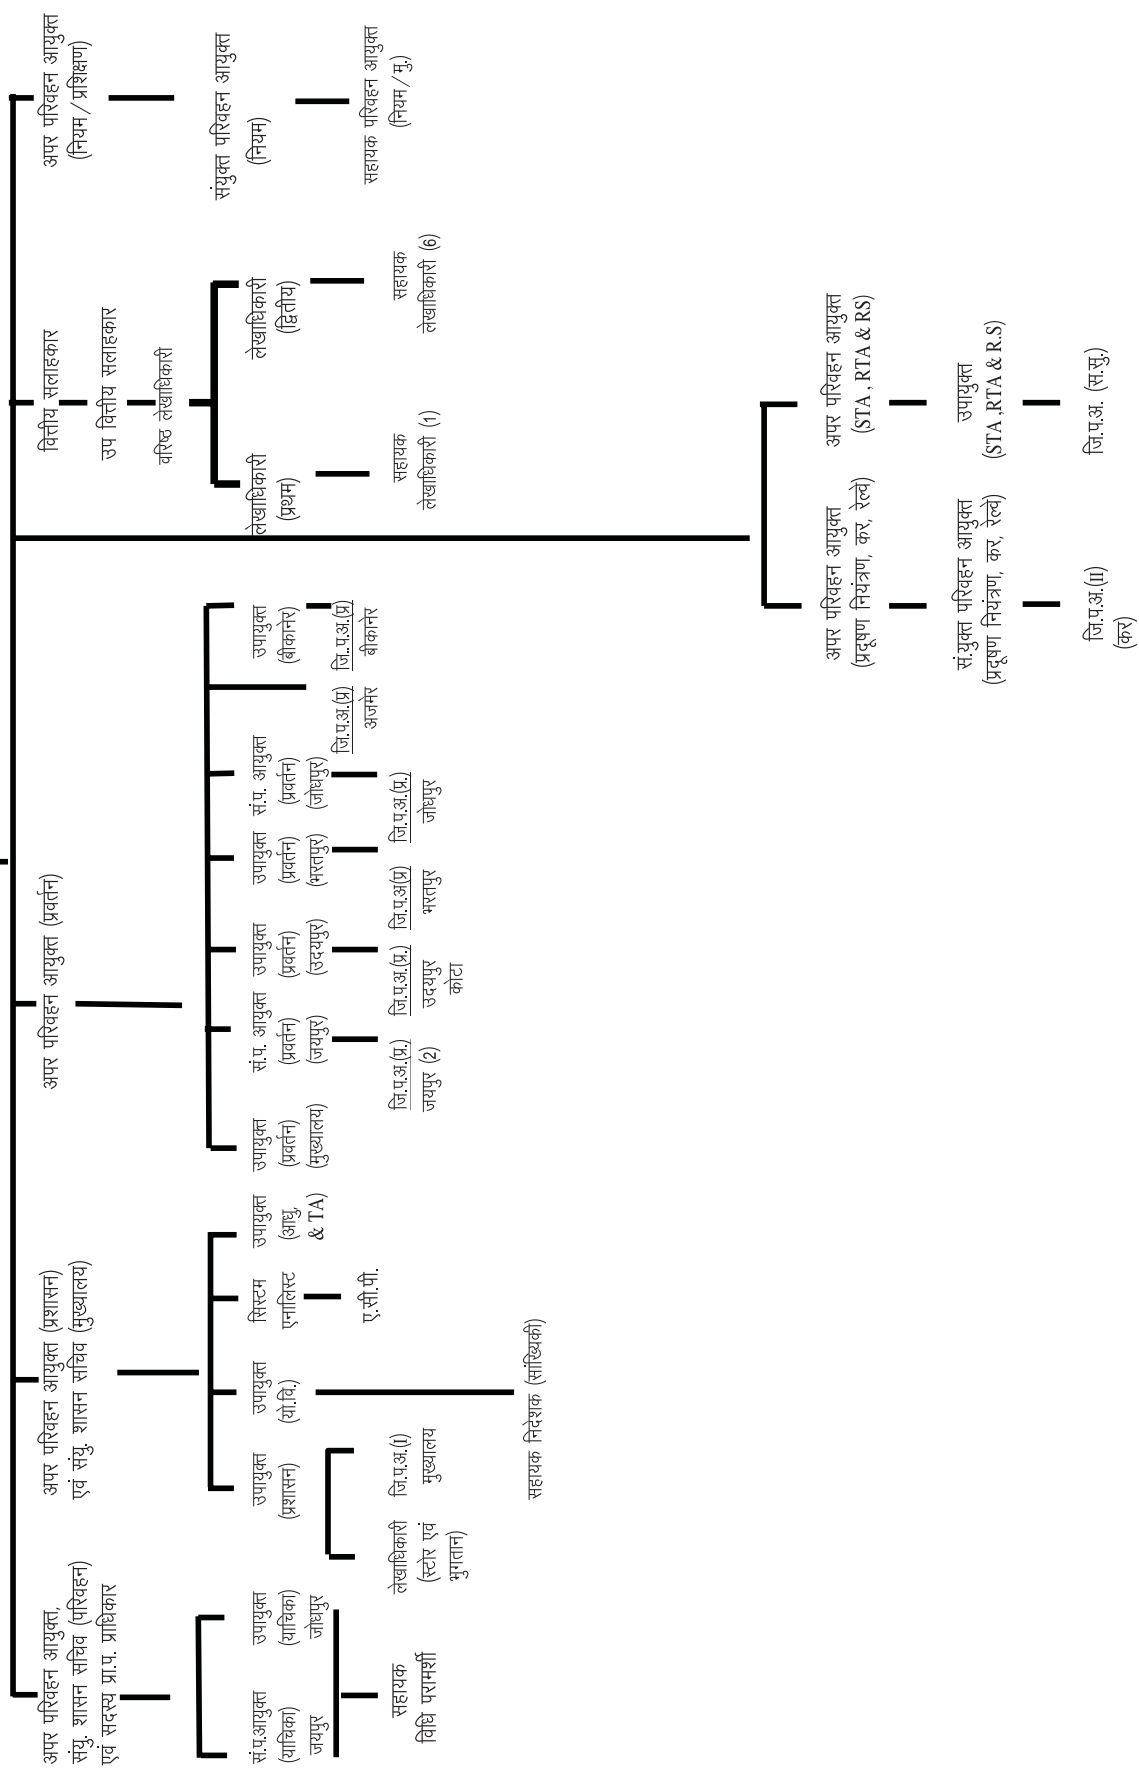 अपर परिवहन आयुक्त,
संयु. शासन सचिव (परिवहन)
एवं सदस्य प्रा.प. प्राधिकार
सं.प.आयुक्त
(याचिका)
जयपुर
उपायुक्त
(याचिका)
जोधपुर
सहायक
विधि परामर्शी
अपर परिवहन आयुक्त (प्रशासन)
एवं संयु. शासन सचिव (मुख्यालय)
उपायुक्त
(प्रशासन)
उपायुक्त
(यो.वि.)
सिस्टम
एनालिस्ट
उपायुक्त
(आधु.
& TA)
लेखाधिकारी
(स्टोर एवं
भुगतान)
जि.प.अ.(I)
मुख्यालय
ए.सी.पी.
सहायक निदेशक (सांख्यिकी)
अपर परिवहन आयुक्त (प्रवर्तन)
उपायुक्त
(प्रवर्तन)
(मुख्यालय)
सं.प. आयुक्त
(प्रवर्तन)
(जयपुर)
उपायुक्त
(प्रवर्तन)
(उदयपुर)
उपायुक्त
(प्रवर्तन)
(भरतपुर)
सं.प. आयुक्त
(प्रवर्तन)
(जोधपुर)
उपायुक्त
(बीकानेर)
जि.प.अ.(प्र.)
जयपुर (2)
जि.प.अ.(प्र.)
उदयपुर
कोटा
जि.प.अ(प्र)
भरतपुर
जि.प.अ.(प्र.)
जोधपुर
जि.प.अ.(प्र)
अजमेर
जि..प.अ.(प्र)
बीकानेर
वित्तीय सलाहकार
उप वित्तीय सलाहकार
वरिष्ठ लेखाधिकारी
लेखाधिकारी
(प्रथम)
लेखाधिकारी
(द्वितीय)
सहायक
लेखाधिकारी (1)
सहायक
लेखाधिकारी (6)
अपर परिवहन आयुक्त
(नियम/प्रशिक्षण)
संयुक्त परिवहन आयुक्त
(नियम)
सहायक परिवहन आयुक्त
(नियम/मु.)
अपर परिवहन आयुक्त
(प्रदूषण नियंत्रण, कर, रेल्वे)
सं.युक्त परिवहन आयुक्त
(प्रदूषण नियंत्रण, कर, रेल्वे)
जि.प.अ.(II)
(कर)
अपर परिवहन आयुक्त
(STA , RTA & RS)
उपायुक्त
(STA ,RTA & R.S)
जि.प.अ. (स.सु.)